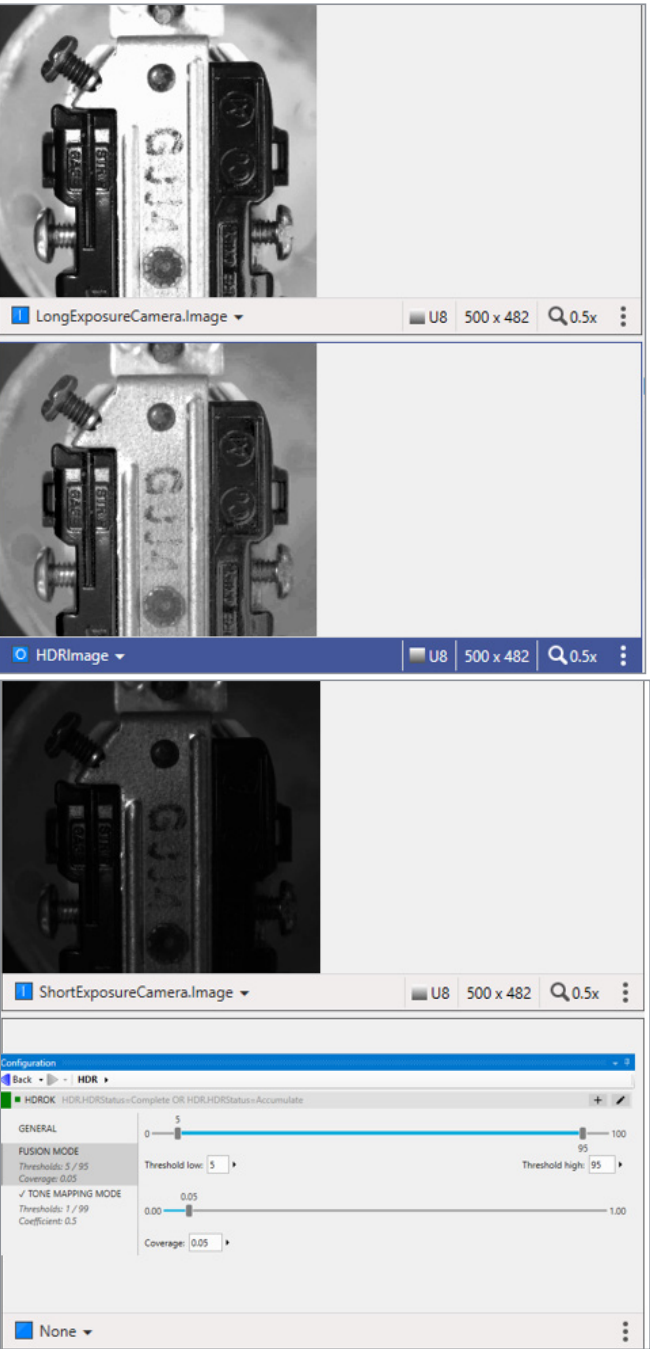 GJJA
LongExposureCamera.Image U8 500 x 482 0.5x
GJJA
HDRImage U8 500 x 482 0.5x
GJJA
ShortExposureCamera.Image U8 500 x 482 0.5x
Configuration
Back HDR
HDROK HDR.HDRStatus=Complete OR HDR.HDRStatus=Accumulate
GENERAL
5
0 100
95
FUSION MODE
Thresholds: 5 / 95
Coverage: 0.05
Threshold low: 5 Threshold high: 95
✓ TONE MAPPING MODE
Thresholds: 1 / 99
Coefficient: 0.5
0.05
0.00 1.00
Coverage: 0.05
None